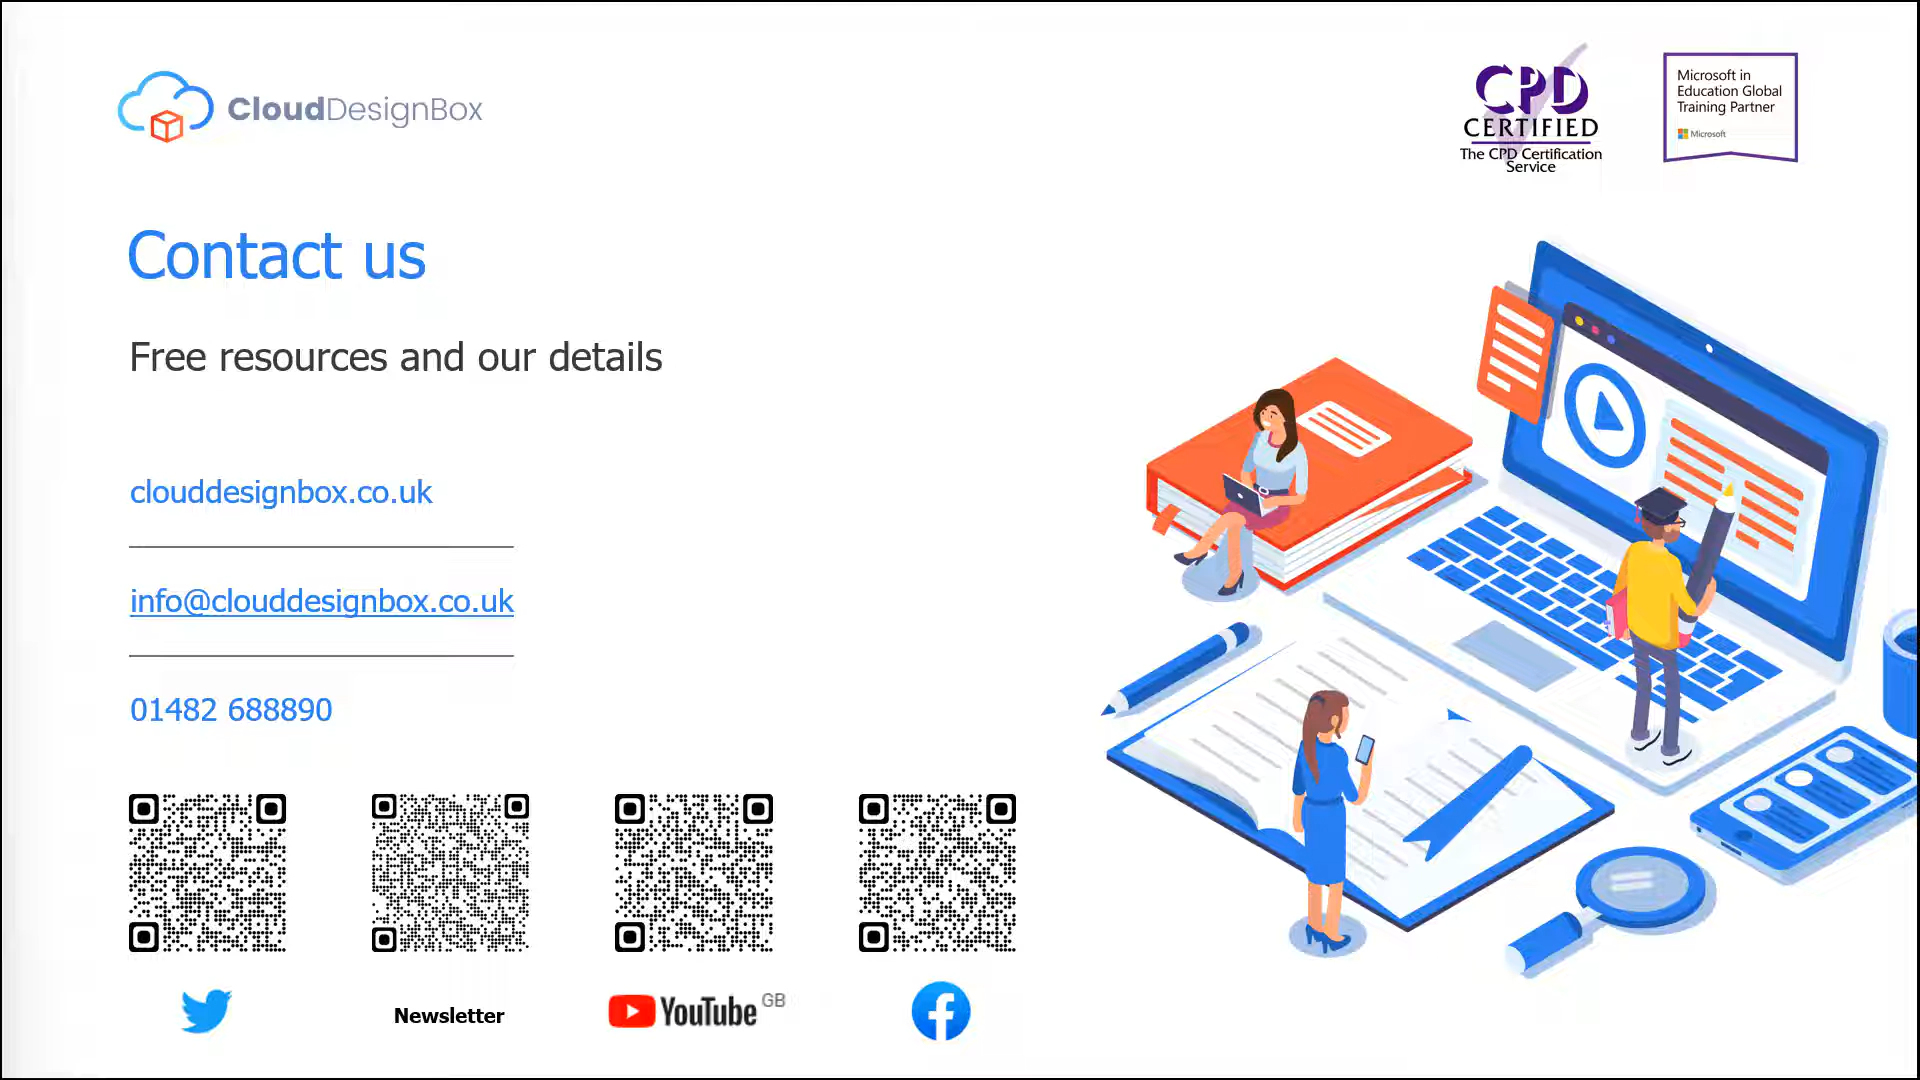 CloudDesignBox
CPD
CERTIFIED
The CPD Certification
Service
Microsoft in
Education Global
Training Partner
Microsoft
Contact us
Free resources and our details
clouddesignbox.co.uk
info@clouddesignbox.co.uk
01482 688890
Newsletter
YouTube GB